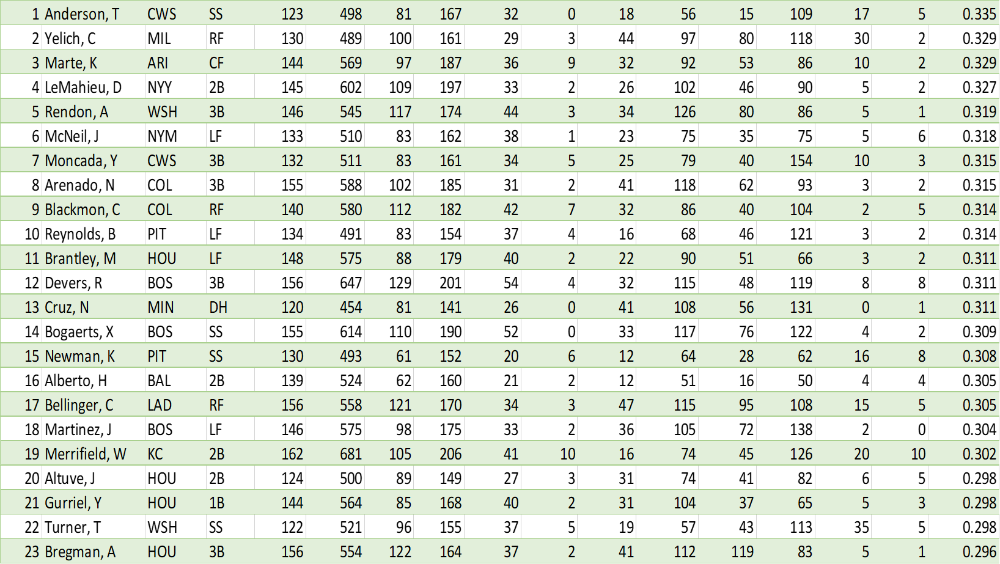 1 Anderson, T CWS SS 123 498 81 167 32 0 18 56 15 109 17 5 0.335
2 Yelich, C MIL RF 130 489 100 161 29 3 44 97 80 118 30 2 0.329
3 Marte, K ARI CF 144 569 97 187 36 9 32 92 53 86 10 2 0.329
4 LeMahieu, D NYY 2B 145 602 109 197 33 2 26 102 46 90 5 2 0.327
5 Rendon, A WSH 3B 146 545 117 174 44 3 34 126 80 86 5 1 0.319
6 McNeil, J NYM LF 133 510 83 162 38 1 23 75 35 75 5 6 0.318
7 Moncada, Y CWS 3B 132 511 83 161 34 5 25 79 40 154 10 3 0.315
8 Arenado, N COL 3B 155 588 102 185 31 2 41 118 62 93 3 2 0.315
9 Blackmon, C COL RF 140 580 112 182 42 7 32 86 40 104 2 5 0.314
10 Reynolds, B PIT LF 134 491 83 154 37 4 16 68 46 121 3 2 0.314
11 Brantley, M HOU LF 148 575 88 179 40 2 22 90 51 66 3 2 0.311
12 Devers, R BOS 3B 156 647 129 201 54 4 32 115 48 119 8 8 0.311
13 Cruz, N MIN DH 120 454 81 141 26 0 41 108 56 131 0 1 0.311
14 Bogaerts, X BOS SS 155 614 110 190 52 0 33 117 76 122 4 2 0.309
15 Newman, K PIT SS 130 493 61 152 20 6 12 64 28 62 16 8 0.308
16 Alberto, H BAL 2B 139 524 62 160 21 2 12 51 16 50 4 4 0.305
17 Bellinger, C LAD RF 156 558 121 170 34 3 47 115 95 108 15 5 0.305
18 Martinez, J BOS LF 146 575 98 175 33 2 36 105 72 138 2 0 0.304
19 Merrifield, W KC 2B 162 681 105 206 41 10 16 74 45 126 20 10 0.302
20 Altuve, J HOU 2B 124 500 89 149 27 3 31 74 41 82 6 5 0.298
21 Gurriel, Y HOU 1B 144 564 85 168 40 2 31 104 37 65 5 3 0.298
22 Turner, T WSH SS 122 521 96 155 37 5 19 57 43 113 35 5 0.298
23 Bregman, A HOU 3B 156 554 122 164 37 2 41 112 119 83 5 1 0.296